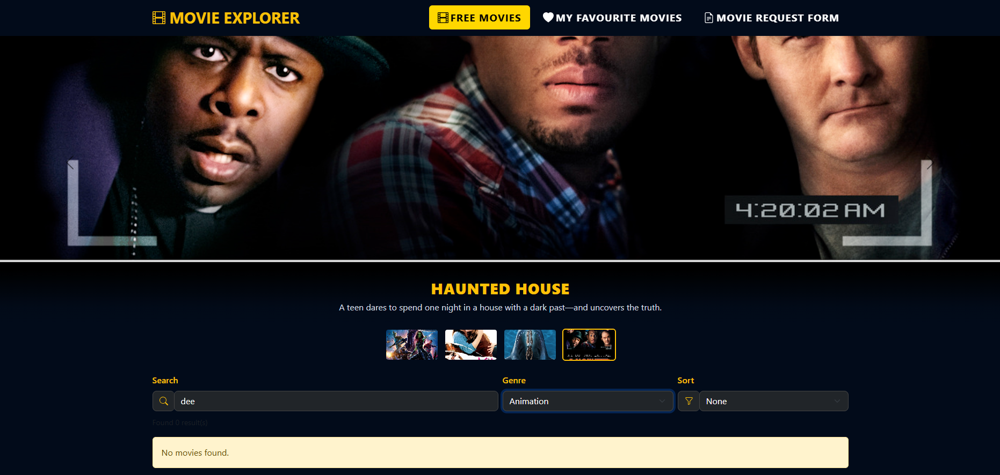 MOVIE EXPLORER
FREE MOVIES
MY FAVOURITE MOVIES
MOVIE REQUEST FORM
4:20:02 AM
HAUNTED HOUSE
A teen dares to spend one night in a house with a dark past—and uncovers the truth.
Search
Genre
Sort
dee
Animation
None
Found 0 result(s)
No movies found.